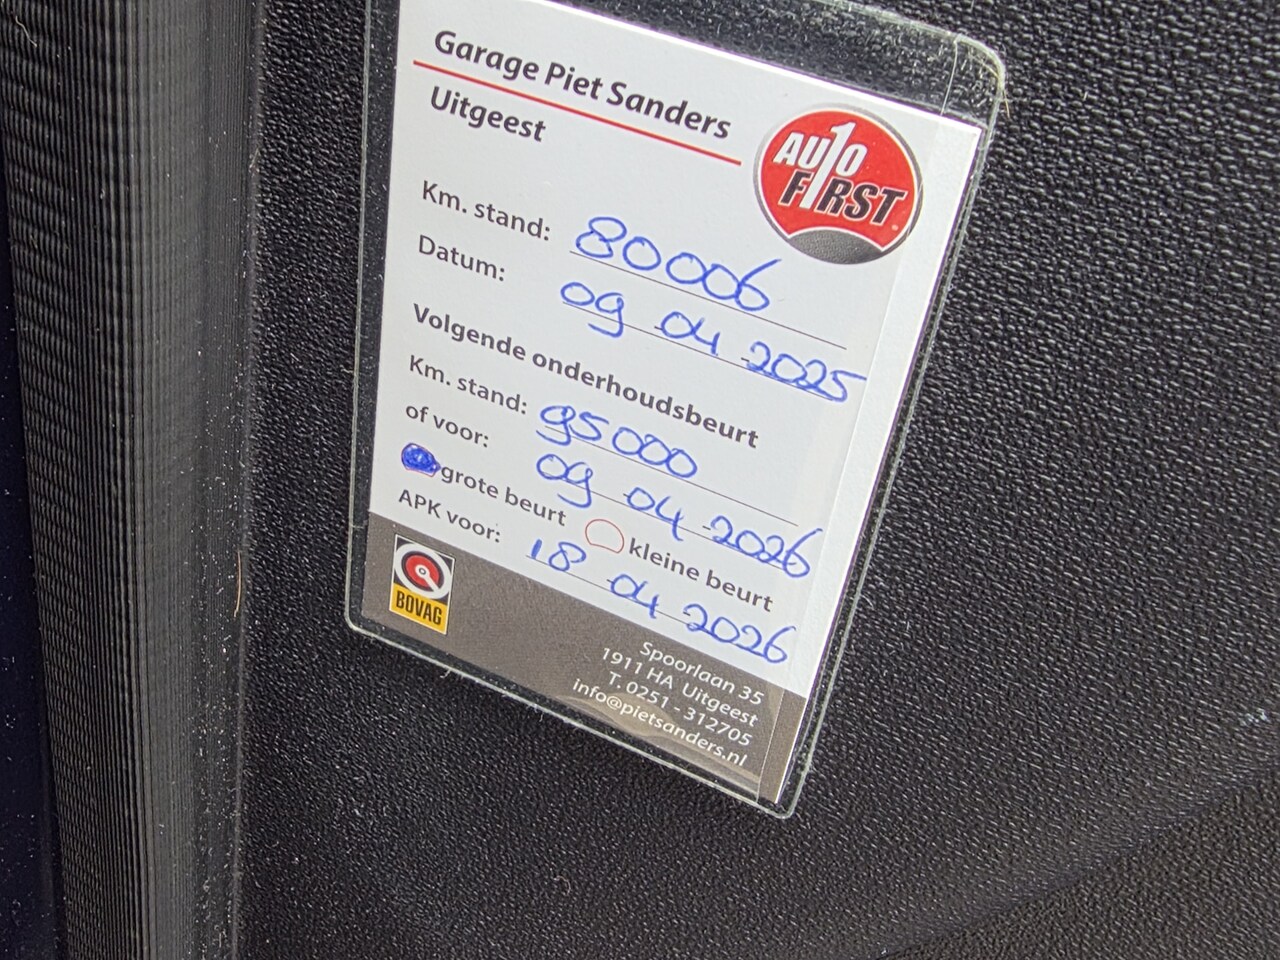 Garage Piet Sanders
Uitgeest
AUTO
F1RST
Km. stand: 80006
Datum: 09 04 2025
Volgende onderhoudsbeurt
Km. stand: 95000
of voor: 09 04 2026
grote beurt kleine beurt
APK voor: 18 04 2026
BOVAG
Spoorlaan 35
1911 HA Uitgeest
T. 0251 - 312705
info@pietsanders.nl